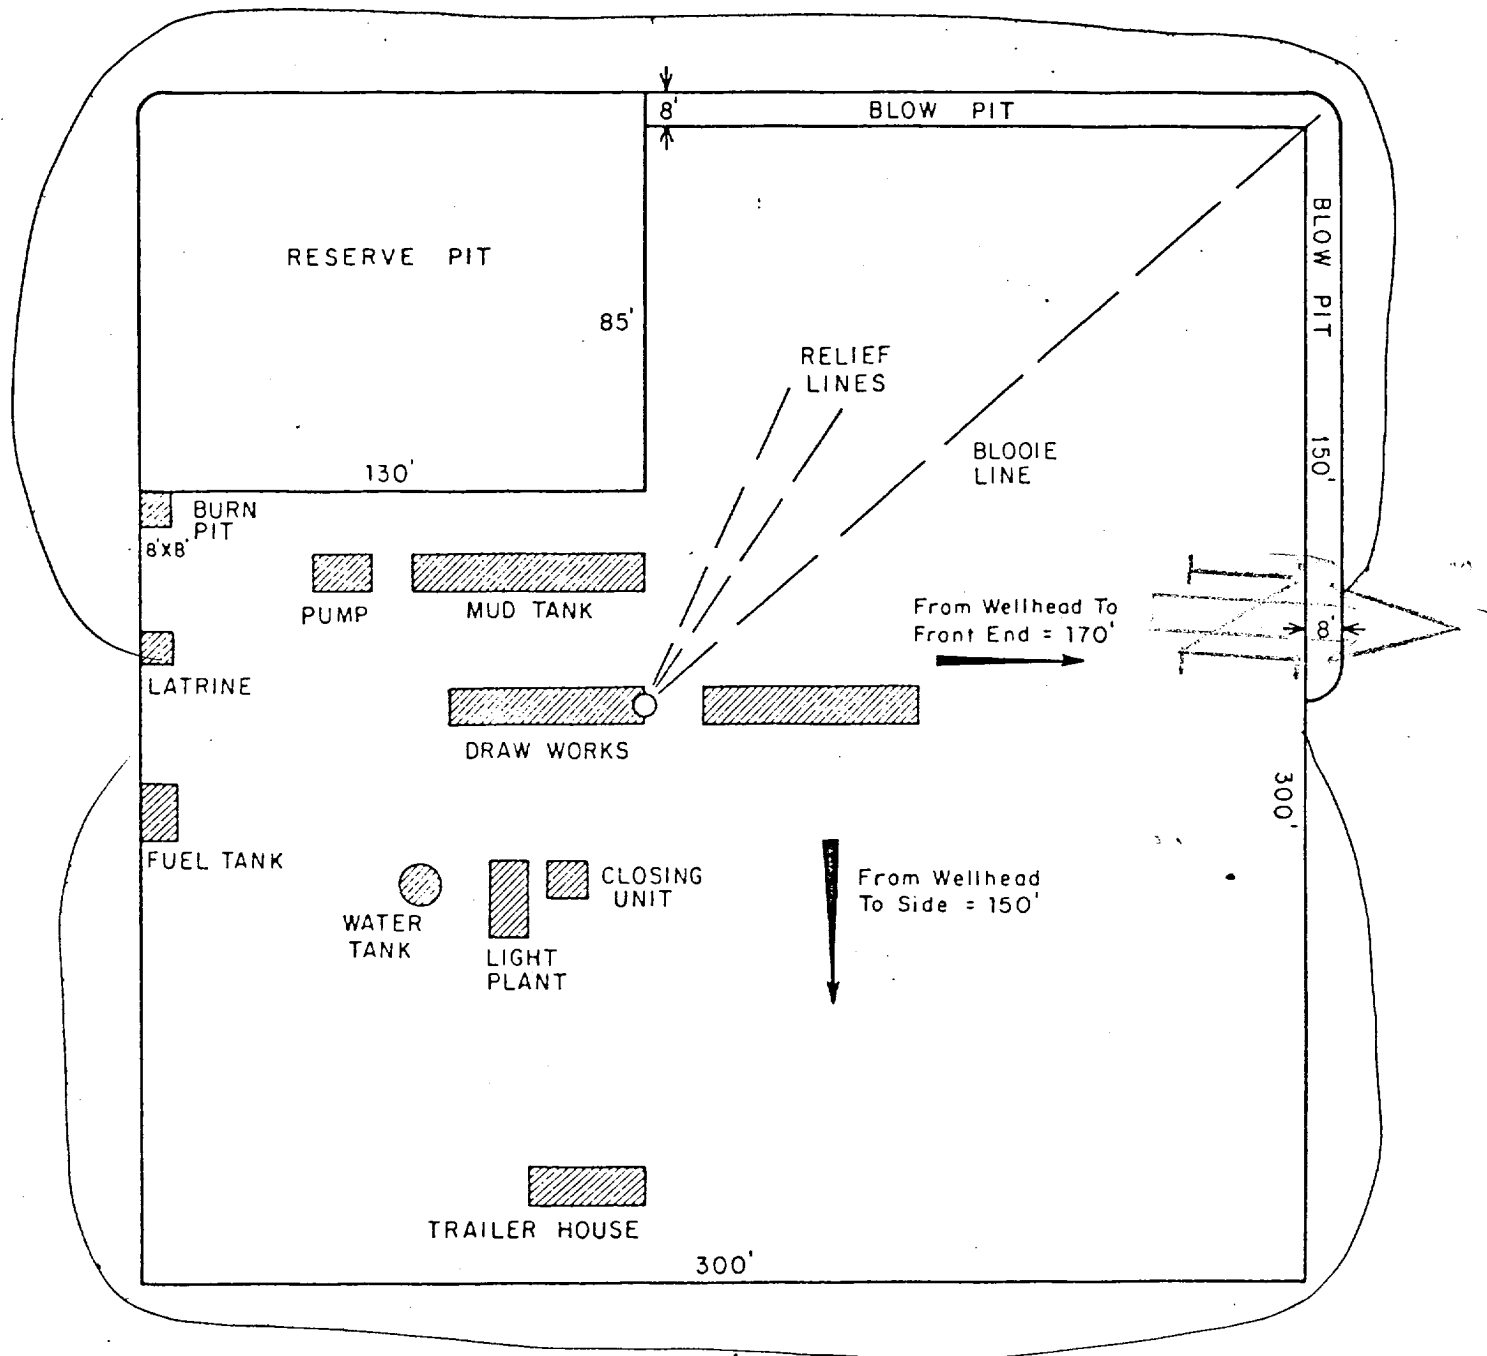 8'
BLOW PIT
BLOW PIT
150'
RESERVE PIT
85'
RELIEF
LINES
BLOOIE
LINE
130'
BURN
PIT
8'X8'
PUMP
MUD TANK
From Wellhead To
Front End = 170'
8'
LATRINE
DRAW WORKS
300'
FUEL TANK
WATER
TANK
LIGHT
PLANT
CLOSING
UNIT
From Wellhead
To Side = 150'
TRAILER HOUSE
300'